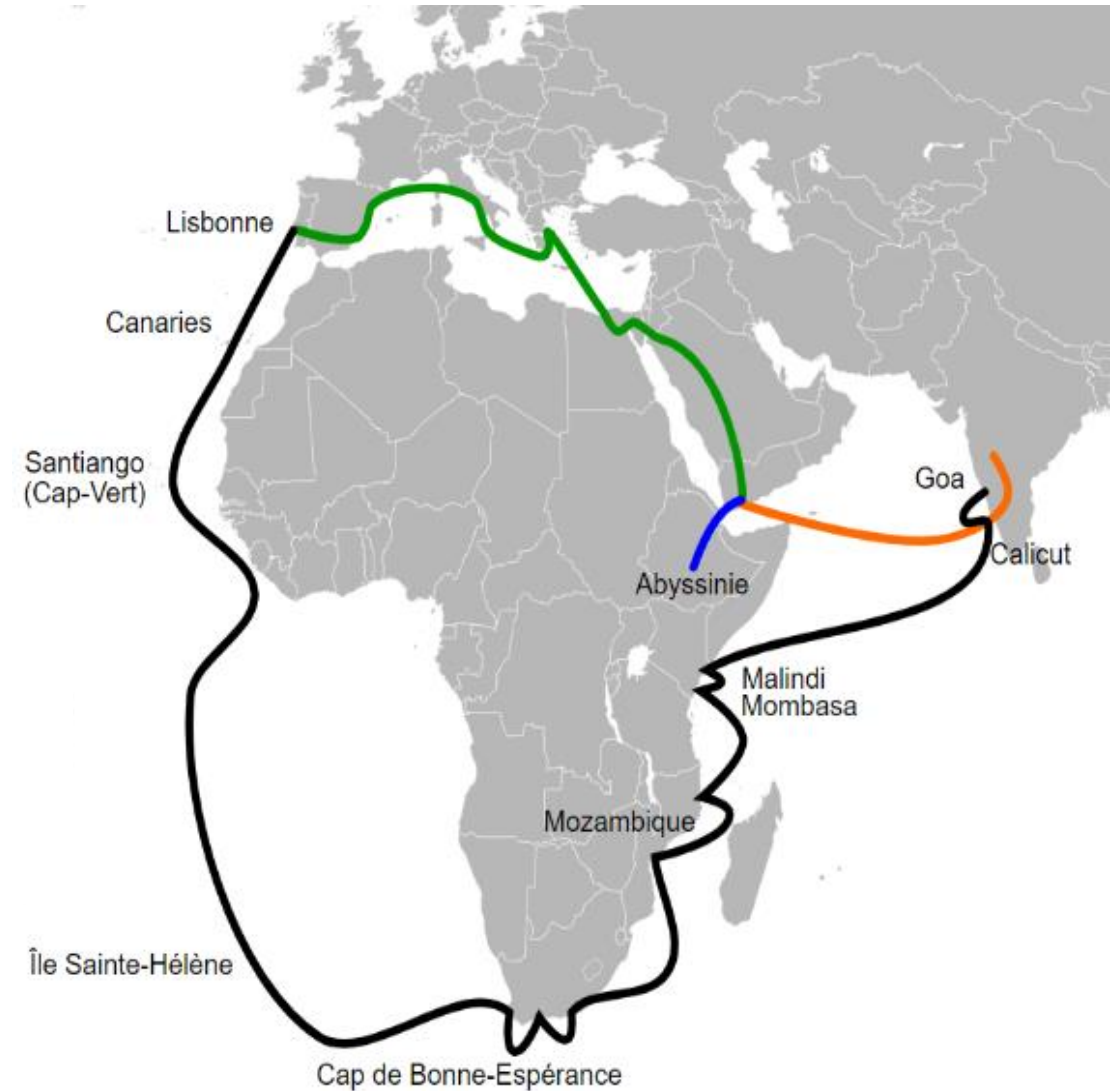 Lisbonne
Canaries
Santiango
(Cap-Vert)
Goa
Calicut
Abyssinie
Malindi
Mombasa
Mozambique
Île Sainte-Hélène
Cap de Bonne-Espérance